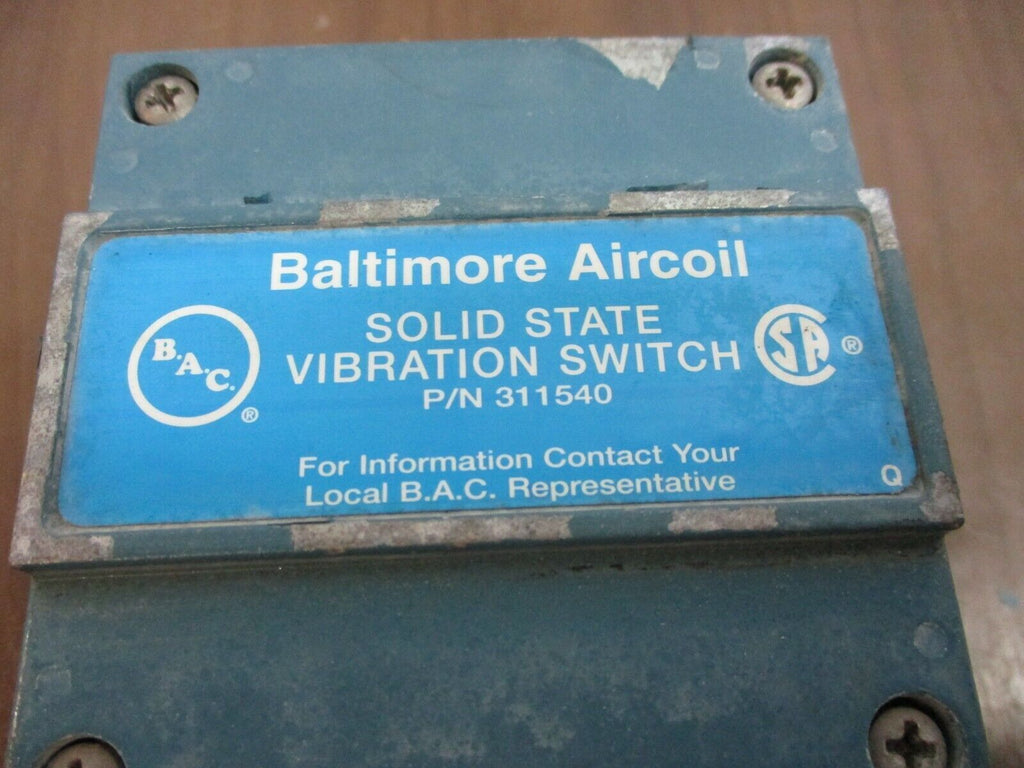 Baltimore Aircoil
B.A.C.
®
SOLID STATE
VIBRATION SWITCH
P/N 311540
SA
®
For Information Contact Your
Local B.A.C. Representative
Q